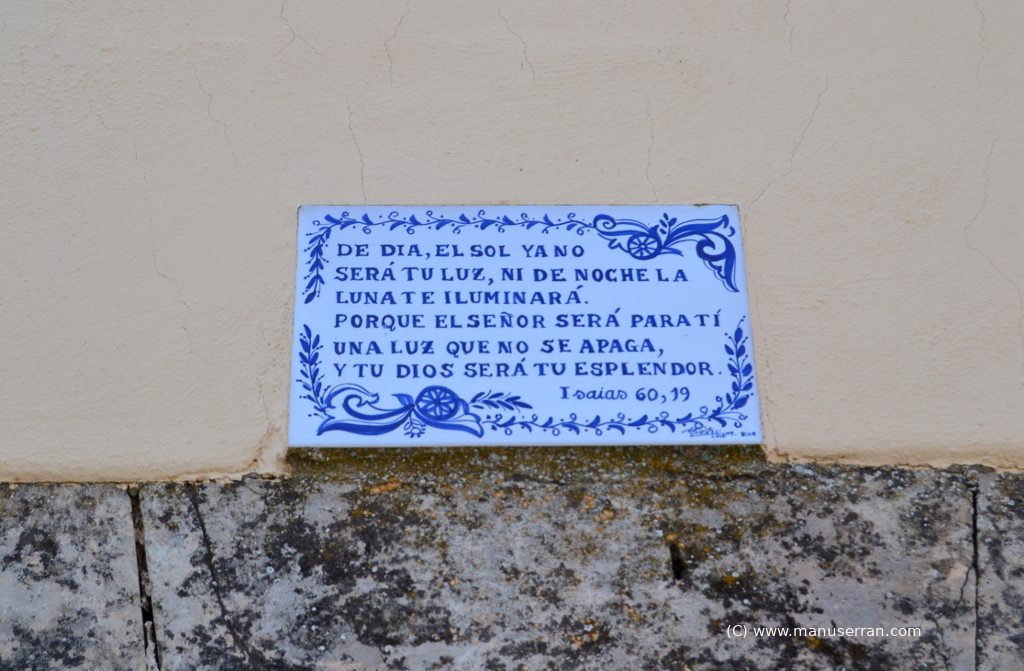 DE DIA, EL SOL YA NO
SERÁ TU LUZ, NI DE NOCHE LA
LUNA TE ILUMINARÁ.
PORQUE EL SEÑOR SERÁ PARA TÍ
UNA LUZ QUE NO SE APAGA,
Y TU DIOS SERÁ TU ESPLENDOR.
Isaias 60, 19
(C) www.manuserran.com